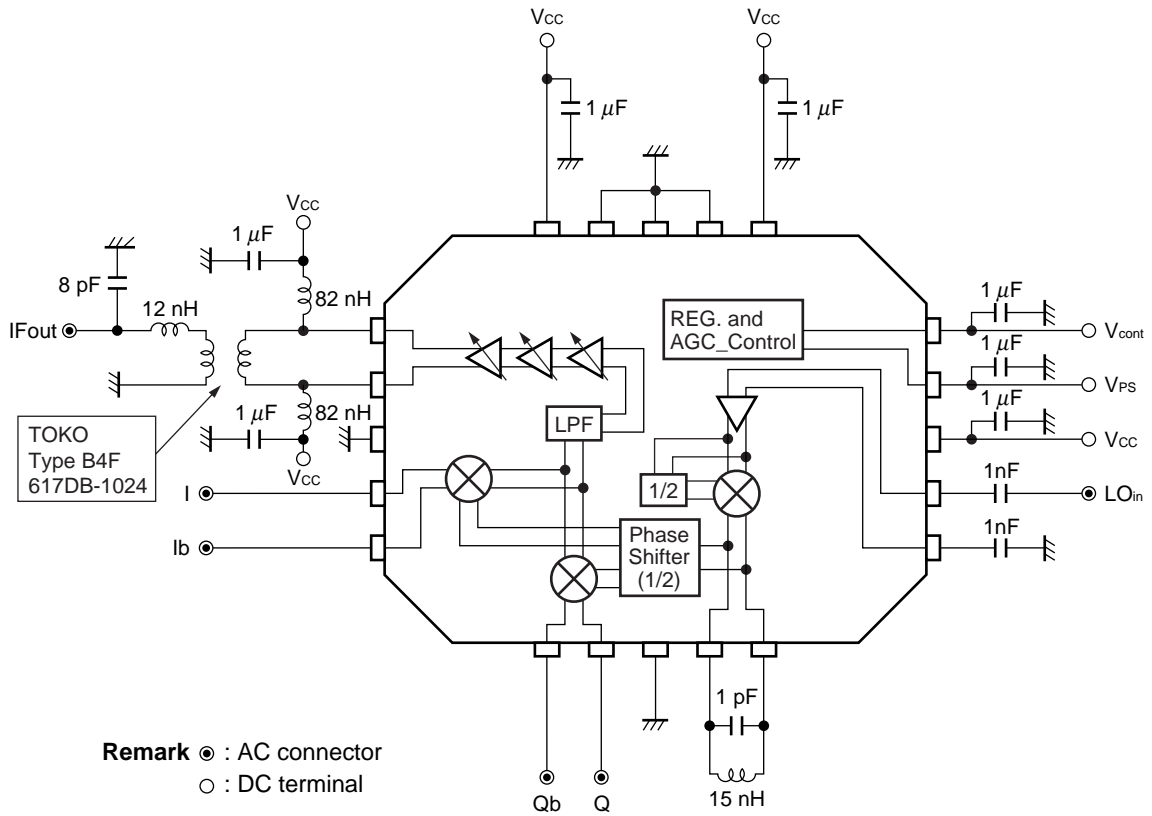 VCC
VCC
1 µF
1 µF
VCC
1 µF
8 pF
82 nH
12 nH
IFout
1 µF
82 nH
VCC
TOKO
Type B4F
617DB-1024
I
Ib
REG. and
AGC_Control
LPF
1/2
Phase
Shifter
(1/2)
1 µF
Vcont
1 µF
VPS
1 µF
VCC
1nF
LOin
1nF
1 pF
15 nH
Qb
Q
Remark : AC connector
: DC terminal